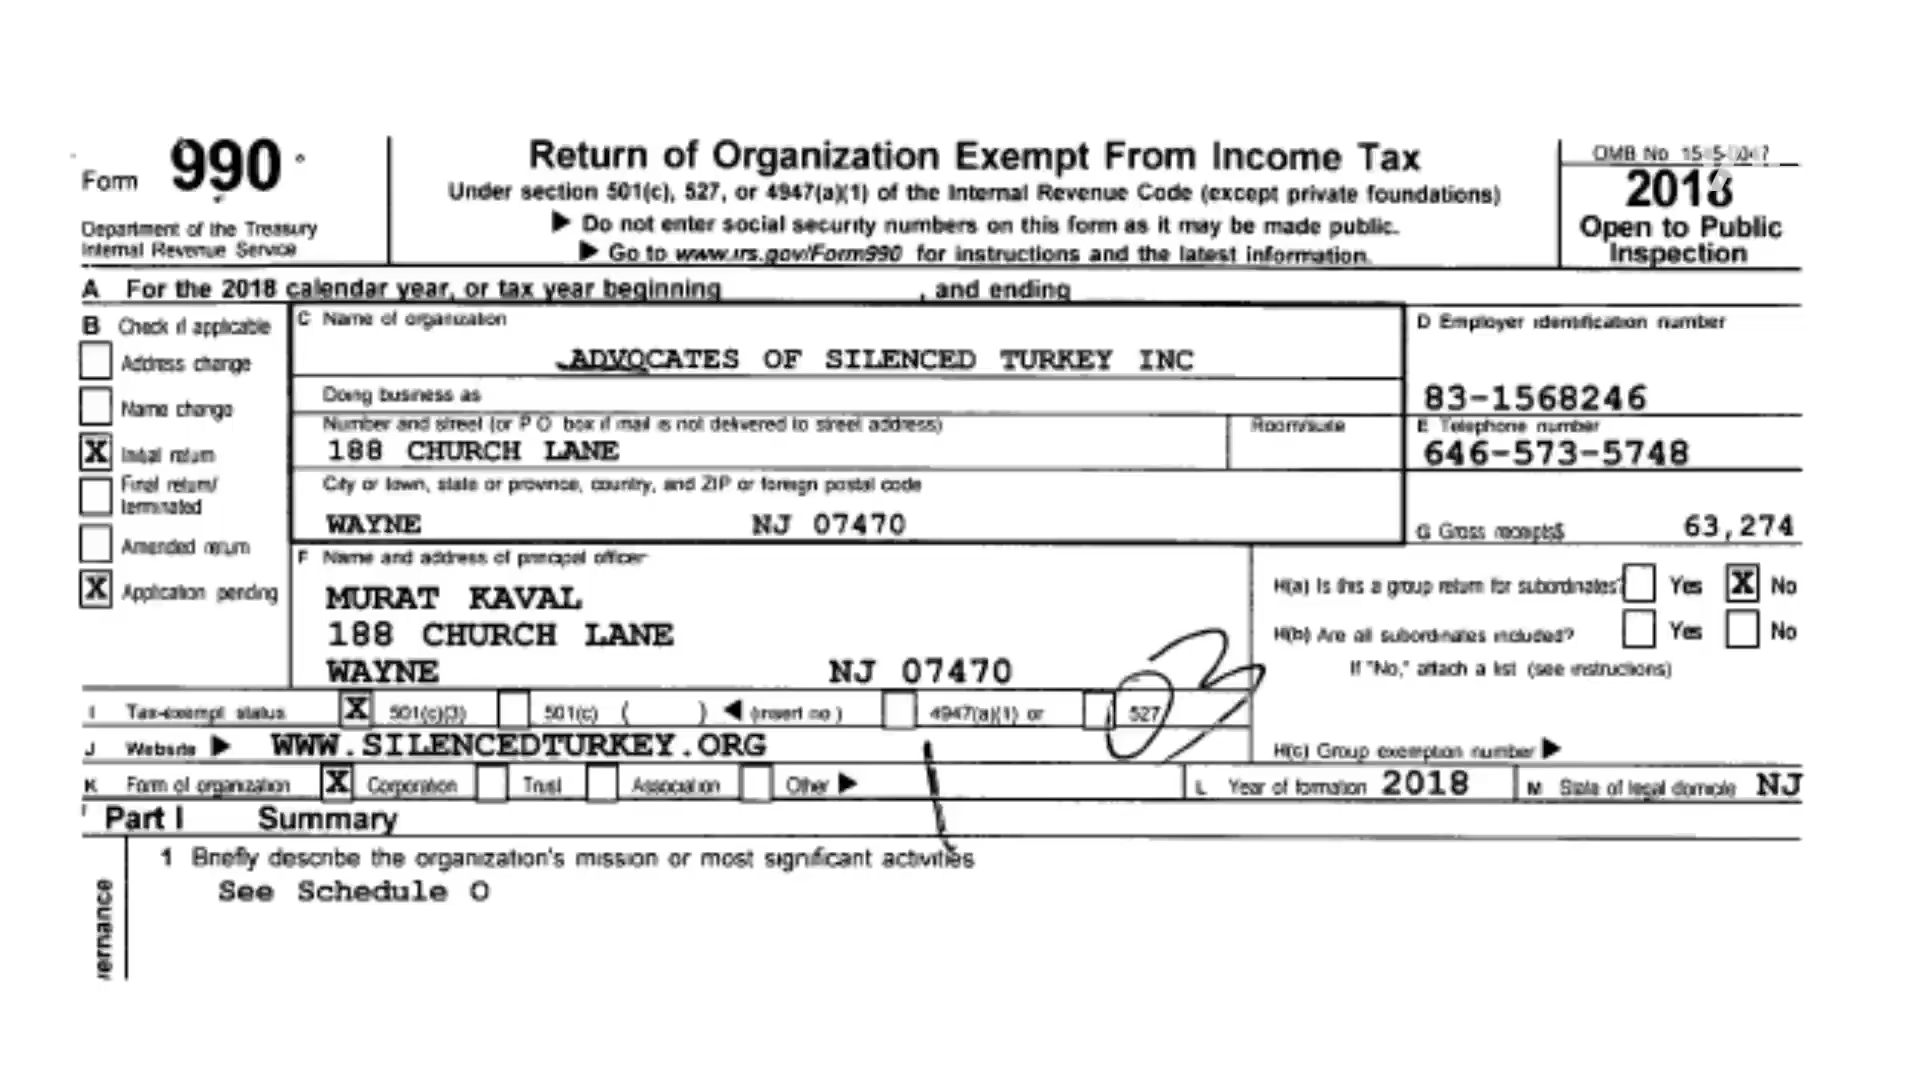 Form 990
Department of the Treasury
Internal Revenue Service
Return of Organization Exempt From Income Tax
Under section 501(c), 527, or 4947(a)(1) of the Internal Revenue Code (except private foundations)
▶ Do not enter social security numbers on this form as it may be made public.
▶ Go to www.irs.gov/Form990 for instructions and the latest information.
OMB No
2018
Open to Public
Inspection
A For the 2018 calendar year, or tax year beginning , and ending
B Check if applicable
Address change
Name change
X Initial return
Final return/
terminated
Amended return
X Application pending
C Name of organization
ADVOCATES OF SILENCED TURKEY INC
Doing business as
Number and street (or P O box if mail is not delivered to street address)
Room/suite
188 CHURCH LANE
City or town, state or province, country, and ZIP or foreign postal code
WAYNE NJ 07470
D Employer identification number
83-1568246
E Telephone number
646-573-5748
G Gross receipts$ 63,274
F Name and address of principal officer
MURAT KAVAL
188 CHURCH LANE
WAYNE NJ 07470
H(a) Is this a group return for subordinates? Yes X No
H(b) Are all subordinates included? Yes No
If "No," attach a list (see instructions)
I Tax-exempt status X 501(c)(3) 501(c) ( ) ◀ (insert no ) 4947(a)(1) or 527
J Website ▶ WWW.SILENCEDTURKEY.ORG
H(c) Group exemption number ▶
K Form of organization X Corporation Trust Association Other ▶
L Year of formation 2018
M State of legal domicile NJ
Part I Summary
1 Briefly describe the organization's mission or most significant activities
See Schedule O